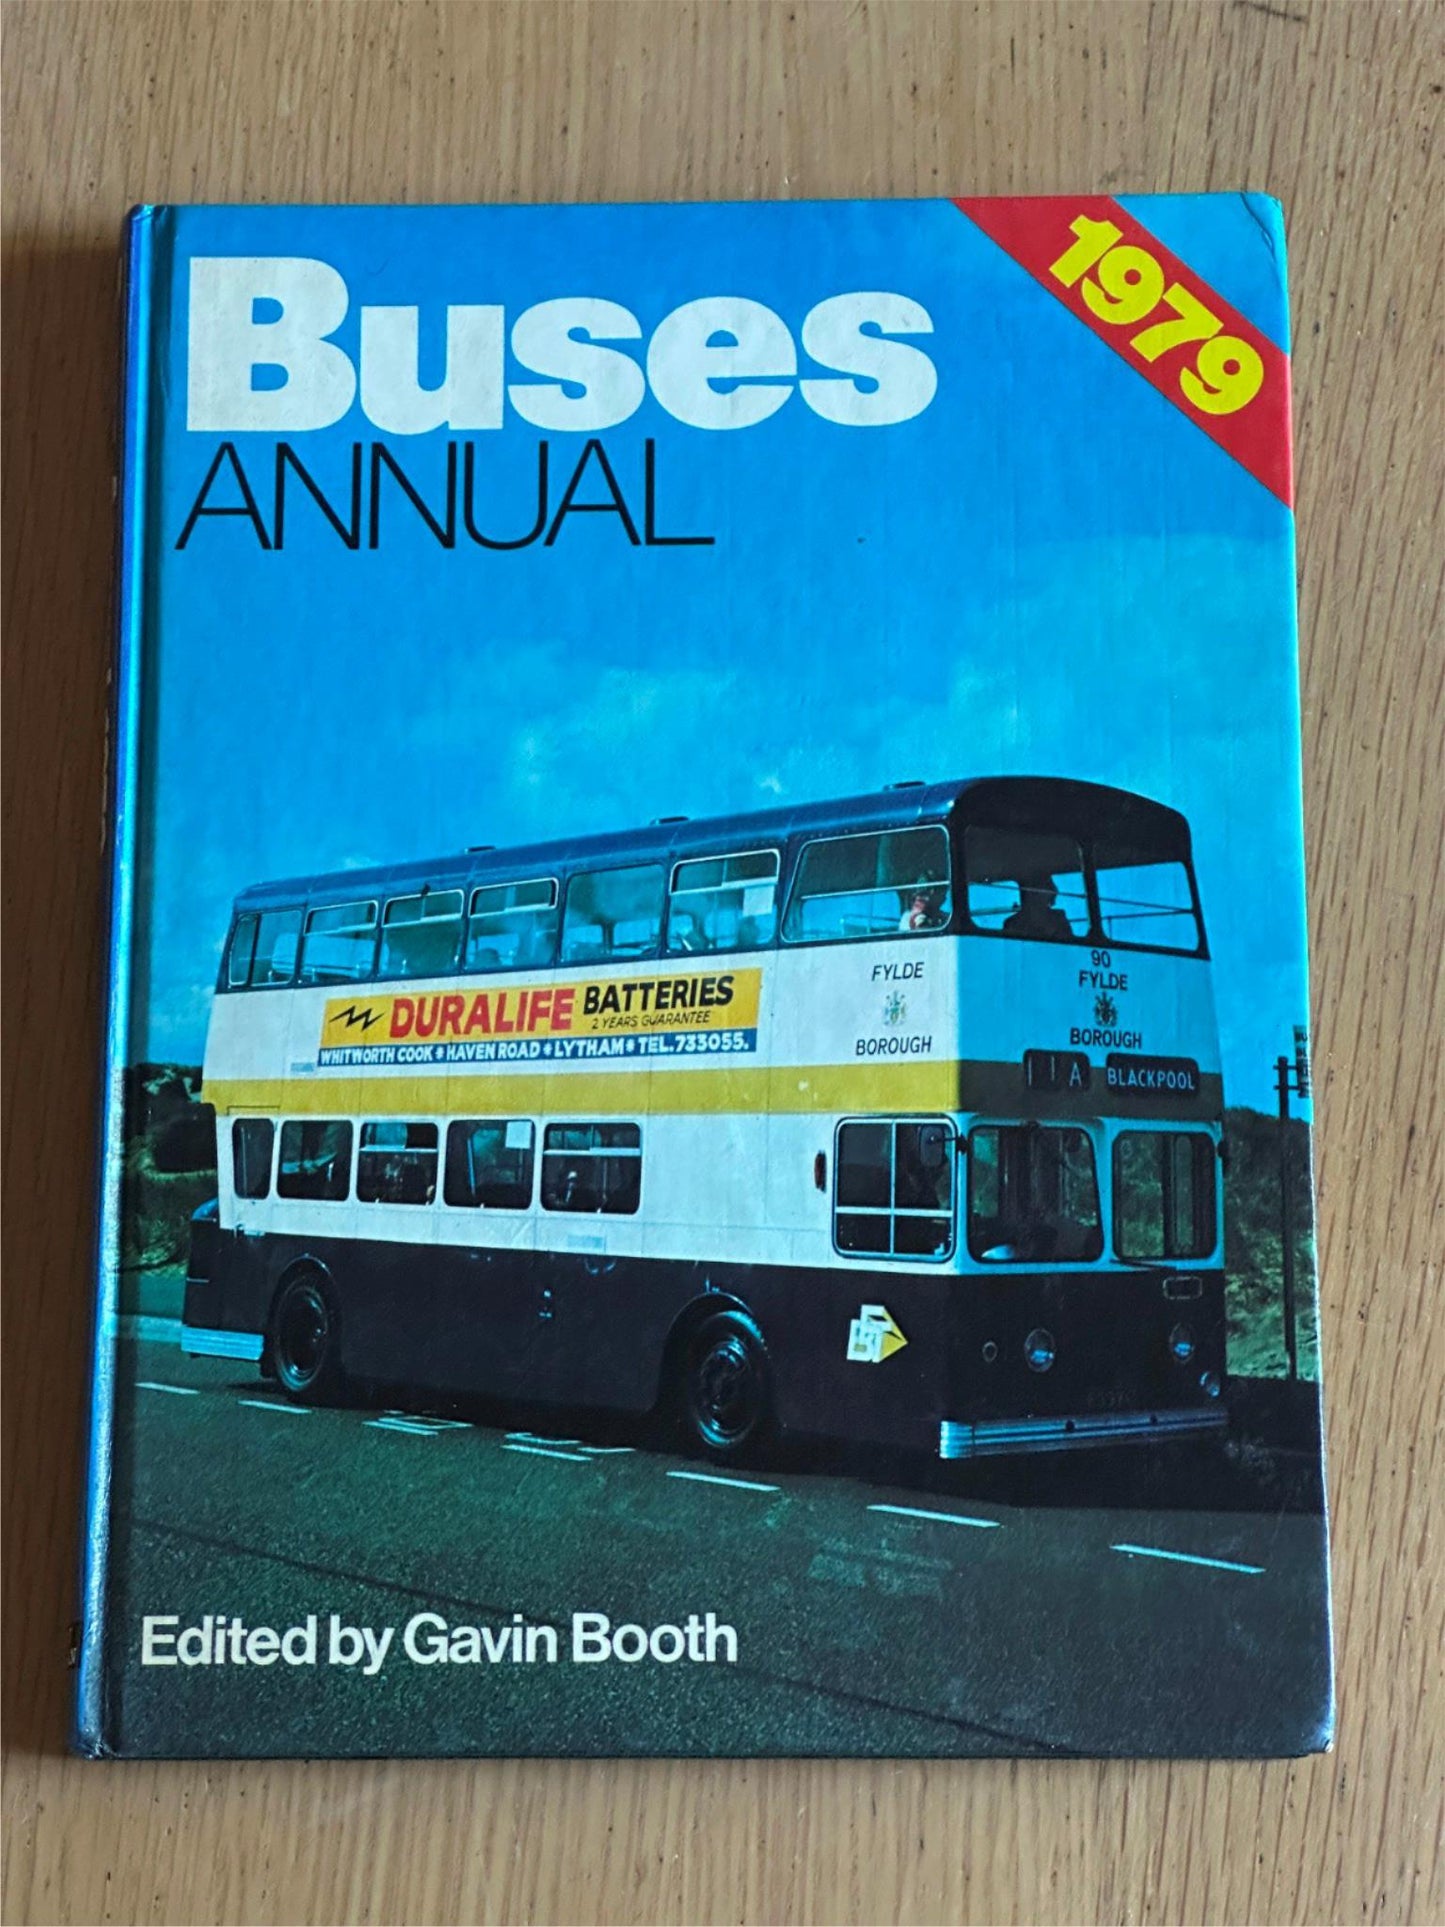 1979
Buses
ANNUAL
DURALIFE BATTERIES
2 YEARS GUARANTEE
WHITWORTH COOK * HAVEN ROAD * LYTHAM * TEL. 733055.
FYLDE
BOROUGH
90
FYLDE
BOROUGH
11 A BLACKPOOL
Edited by Gavin Booth